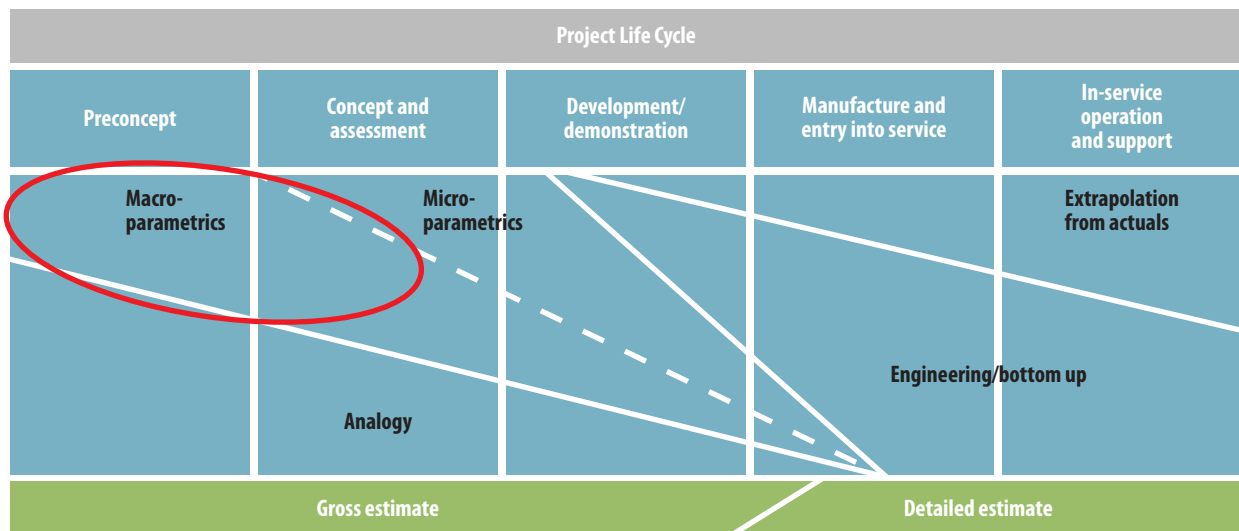 Project Life Cycle
Preconcept
Concept and
assessment
Development/
demonstration
Manufacture and
entry into service
In-service
operation
and support
Macro-
parametrics
Micro-
parametrics
Extrapolation
from actuals
Engineering/bottom up
Analogy
Gross estimate
Detailed estimate